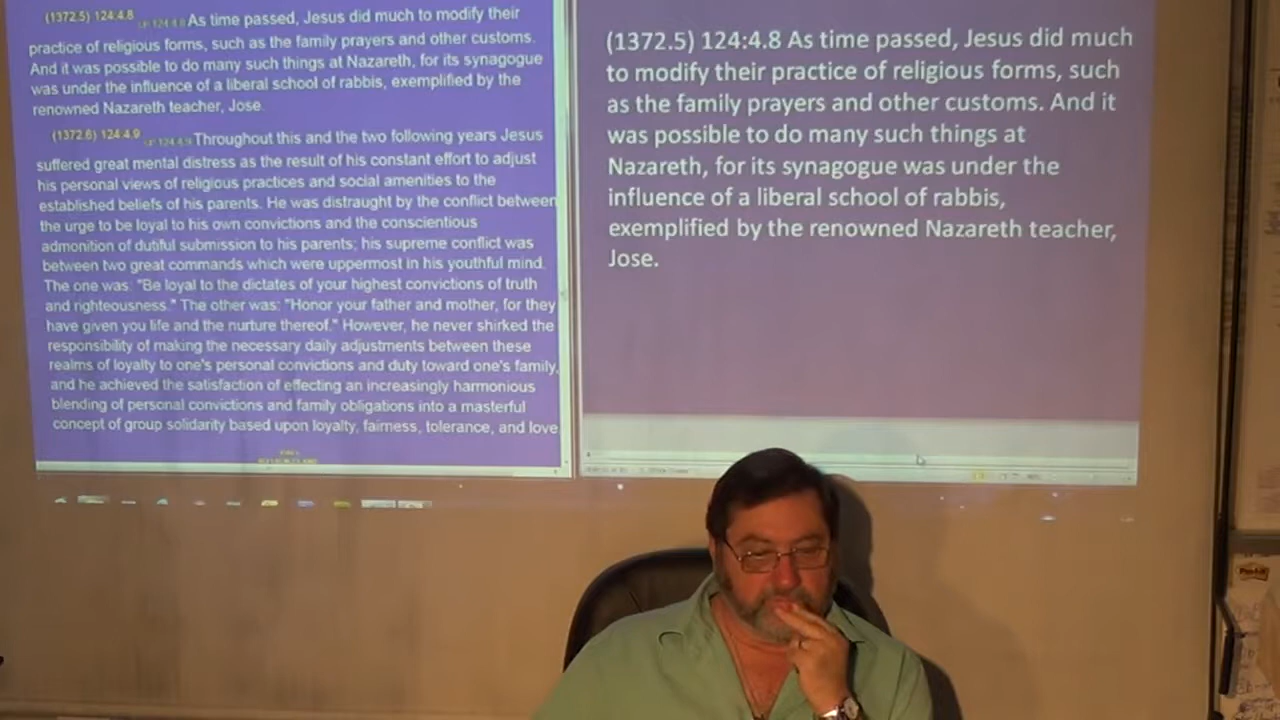 (1372.5) 124:4.8 As time passed, Jesus did much to modify their
practice of religious forms, such as the family prayers and other customs.
And it was possible to do many such things at Nazareth, for its synagogue
was under the influence of a liberal school of rabbis, exemplified by the
renowned Nazareth teacher, Jose.
(1372.6) 124:4.9 Throughout this and the two following years Jesus
suffered great mental distress as the result of his constant effort to adjust
his personal views of religious practices and social amenities to the
established beliefs of his parents. He was distraught by the conflict between
the urge to be loyal to his own convictions and the conscientious
admonition of dutiful submission to his parents; his supreme conflict was
between two great commands which were uppermost in his youthful mind.
The one was: "Be loyal to the dictates of your highest convictions of truth
and righteousness." The other was: "Honor your father and mother, for they
have given you life and the nurture thereof." However, he never shirked the
responsibility of making the necessary daily adjustments between these
realms of loyalty to one's personal convictions and duty toward one's family,
and he achieved the satisfaction of effecting an increasingly harmonious
blending of personal convictions and family obligations into a masterful
concept of group solidarity based upon loyalty, fairness, tolerance, and love
(1372.5) 124:4.8 As time passed, Jesus did much
to modify their practice of religious forms, such
as the family prayers and other customs. And it
was possible to do many such things at
Nazareth, for its synagogue was under the
influence of a liberal school of rabbis,
exemplified by the renowned Nazareth teacher,
Jose.
Post-it